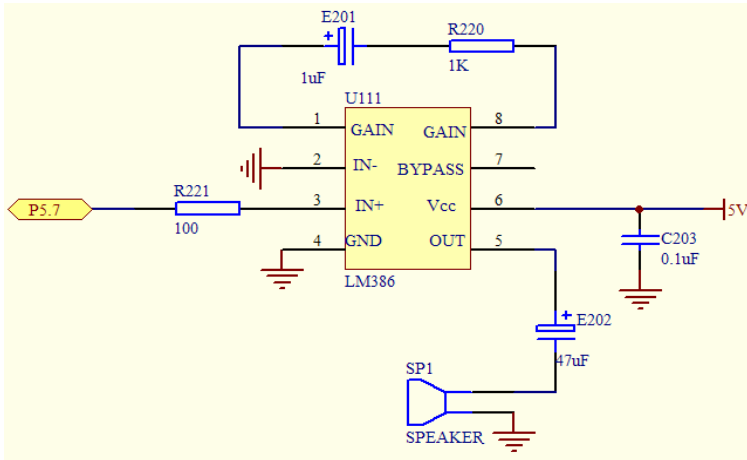 E201
+
1uF
R220
1K
U111
1
GAIN
GAIN
8
2
IN-
BYPASS
7
P5.7
R221
100
3
IN+
Vcc
6
5V
4
GND
OUT
5
C203
0.1uF
LM386
+
E202
47uF
SP1
SPEAKER